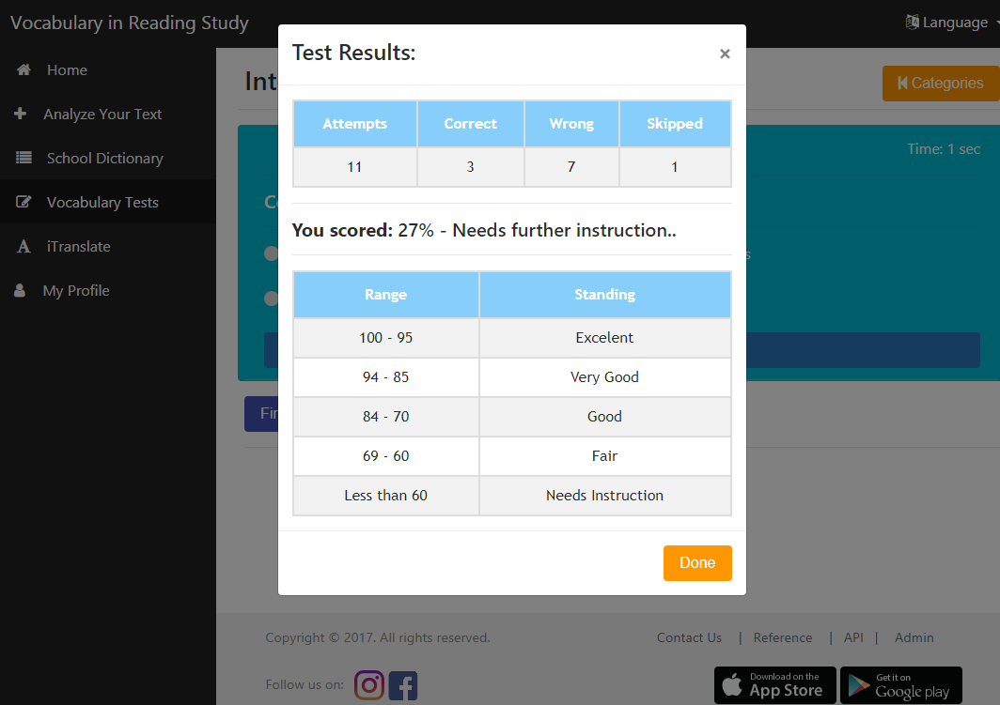 Vocabulary in Reading Study
Language
Home
Analyze Your Text
School Dictionary
Vocabulary Tests
iTranslate
My Profile
Categories
Time: 1 sec
Test Results:
×
Attempts Correct Wrong Skipped
11 3 7 1
You scored: 27% - Needs further instruction..
Range Standing
100 - 95 Excelent
94 - 85 Very Good
84 - 70 Good
69 - 60 Fair
Less than 60 Needs Instruction
Done
Copyright © 2017. All rights reserved.
Contact Us | Reference | API | Admin
Follow us on:
Download on the
App Store
Get it on
Google play